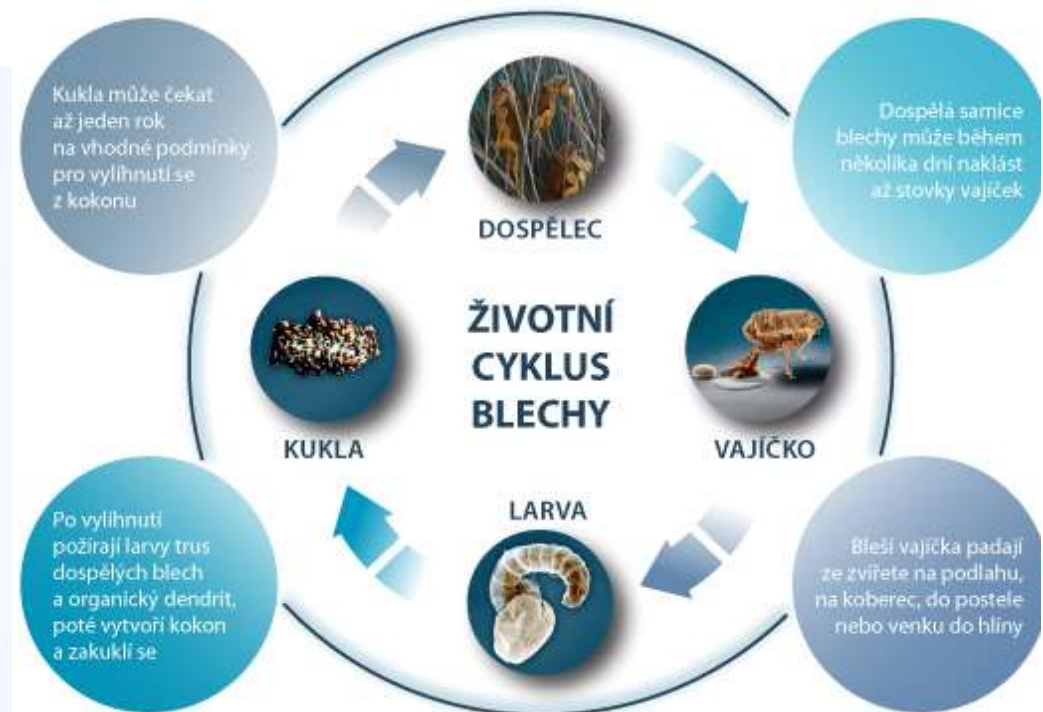 Kukla může čekat
až jeden rok
na vhodné podmínky
pro vylíhnutí se
z kokonu
DOSPĚLEC
Dospělá samice
blechy může během
několika dní naklást
až stovky vajíček
ŽIVOTNÍ
CYKLUS
BLECHY
KUKLA
VAJÍČKO
LARVA
Po vylíhnutí
požírají larvy trus
dospělých blech
a organický dendrit,
poté vytvoří kokon
a zakuklí se
Bleší vajíčka padají
ze zvířete na podlahu,
na koberec, do postele
nebo venku do hlíny